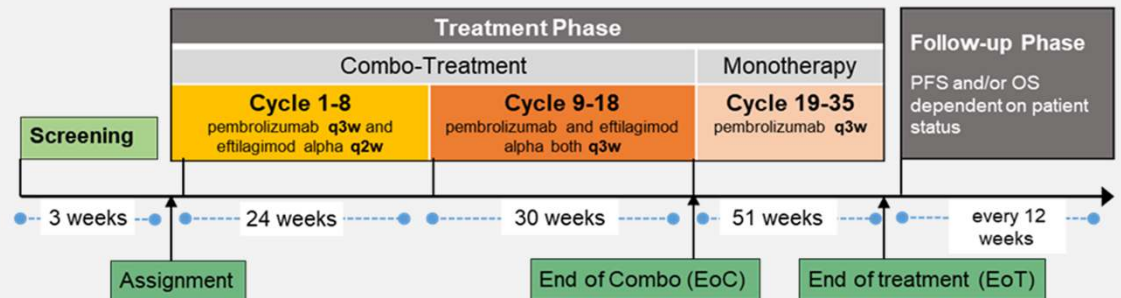 Treatment Phase
Combo-Treatment
Monotherapy
Cycle 1-8
pembrolizumab q3w and
eftilagimod alpha q2w
Cycle 9-18
pembrolizumab and eftilagimod
alpha both q3w
Cycle 19-35
pembrolizumab q3w
Follow-up Phase
PFS and/or OS
dependent on patient
status
Screening
3 weeks
24 weeks
30 weeks
51 weeks
every 12
weeks
Assignment
End of Combo (EoC)
End of treatment (EoT)